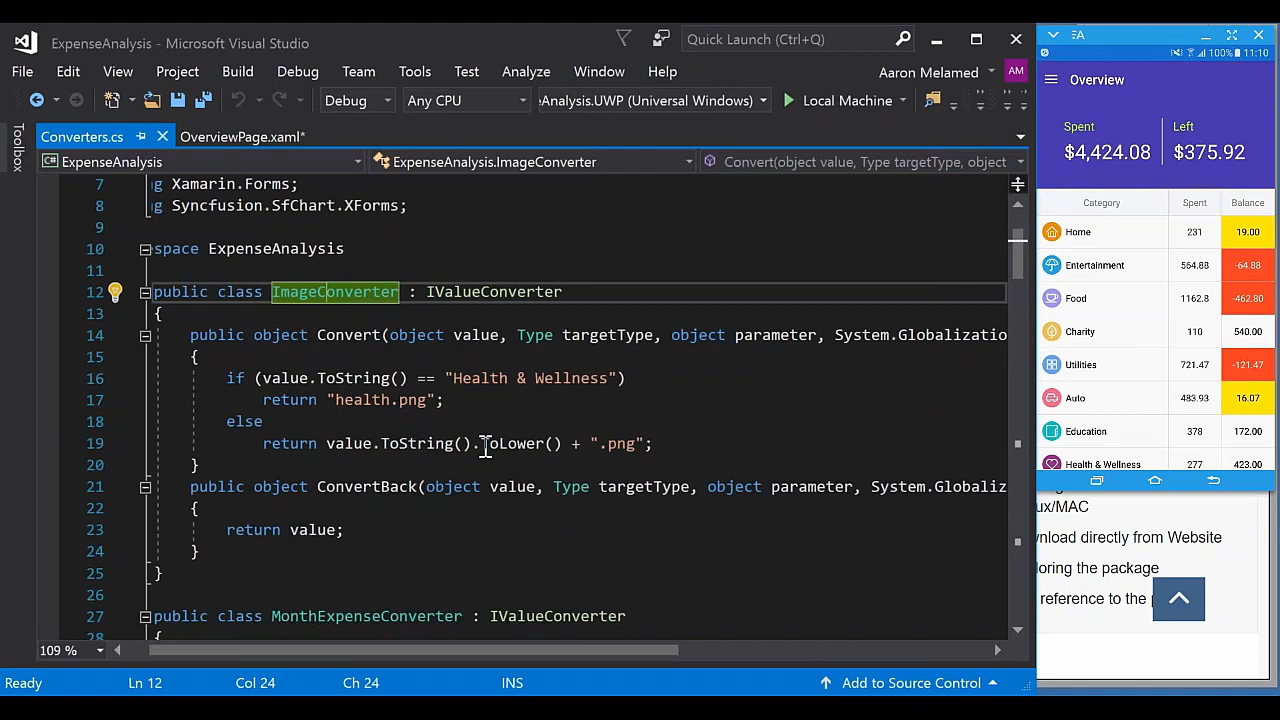 ExpenseAnalysis - Microsoft Visual Studio
Quick Launch (Ctrl+Q)
File Edit View Project Build Debug Team Tools Test Analyze Window Help
Aaron Melamed AM
Debug Any CPU Analysis.UWP (Universal Windows) Local Machine
Toolbox
Converters.cs OverviewPage.xaml*
C# ExpenseAnalysis ExpenseAnalysis.ImageConverter Convert(object value, Type targetType, object
7 g Xamarin.Forms;
8 g Syncfusion.SfChart.XForms;
9
10 space ExpenseAnalysis
11
12 public class ImageConverter : IValueConverter
13 {
14 public object Convert(object value, Type targetType, object parameter, System.Globalizatio
15 {
16 if (value.ToString() == "Health & Wellness")
17 return "health.png";
18 else
19 return value.ToString().ToLower() + ".png";
20 }
21 public object ConvertBack(object value, Type targetType, object parameter, System.Globaliz
22 {
23 return value;
24 }
25 }
26
27 public class MonthExpenseConverter : IValueConverter
28 {
109 %
Ready Ln 12 Col 24 Ch 24 INS Add to Source Control
100% 11:10
Overview
Spent Left
$4,424.08 $375.92
Category Spent Balance
Home 231 19.00
Entertainment 564.88 -64.88
Food 1162.8 -462.80
Charity 110 540.00
Utilities 721.47 -121.47
Auto 483.93 16.07
Education 378 172.00
Health & Wellness 277 423.00
ux/MAC
wnload directly from Website
loring the package
reference to the p